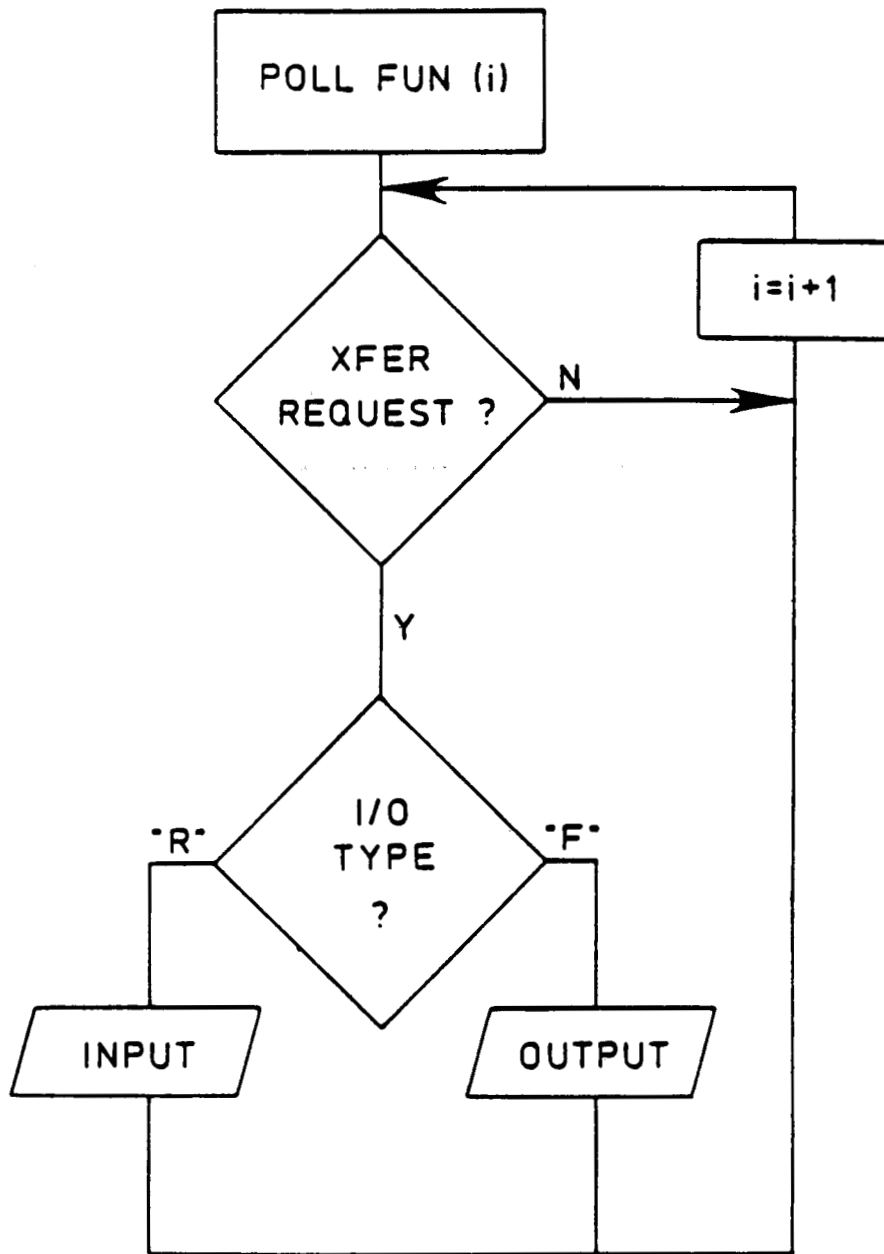 POLL FUN (i)
i=i+1
XFER
REQUEST ?
N
Y
I/O
TYPE
?
"R"
"F"
INPUT
OUTPUT